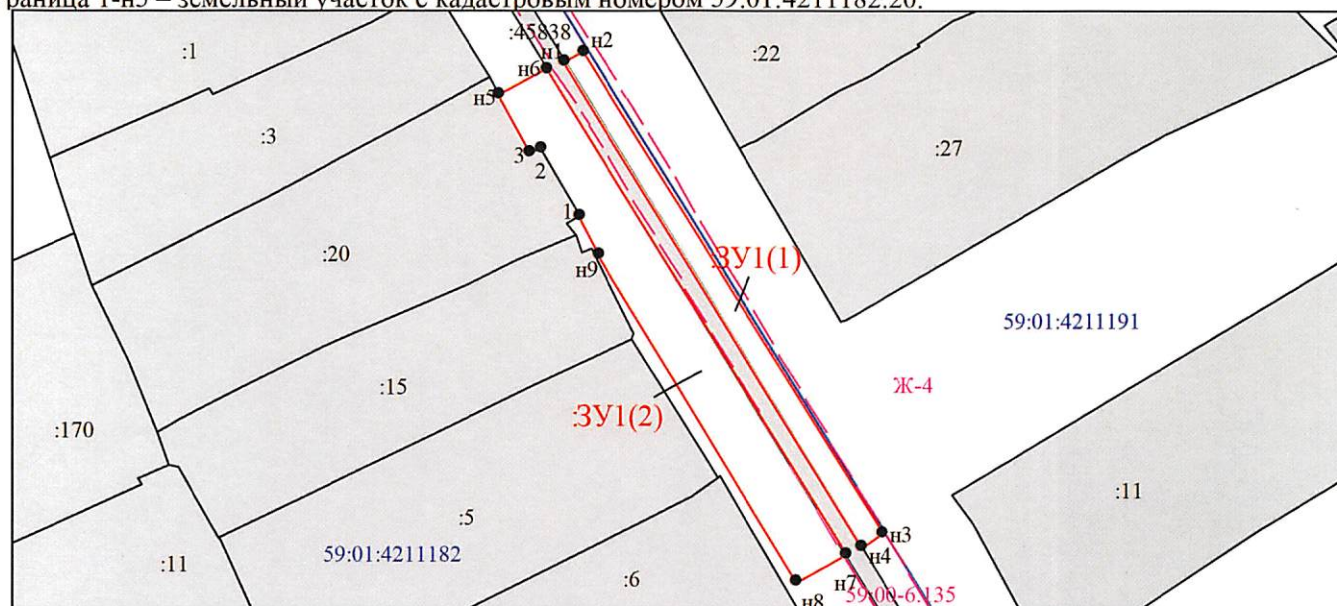 раница 1-н5 – земельный участок с кадастровым номером 59:01:4211182:20.
:45838
н2
:1
н1
:22
н6
н5
:3
3
2
:27
1
:20
н9
ЗУ1(1)
59:01:4211191
:15
Ж-4
:ЗУ1(2)
:170
:11
:5
н3
59:01:4211182
н4
:11
н7
:6
н8
59:00-6.135